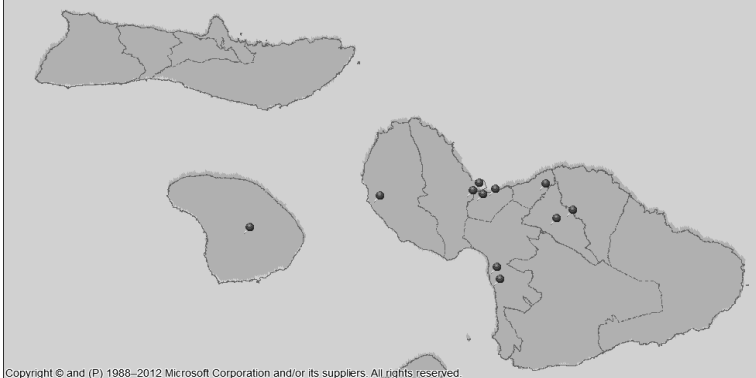 Copyright © and (P) 1988–2012 Microsoft Corporation and/or its suppliers. All rights reserved.